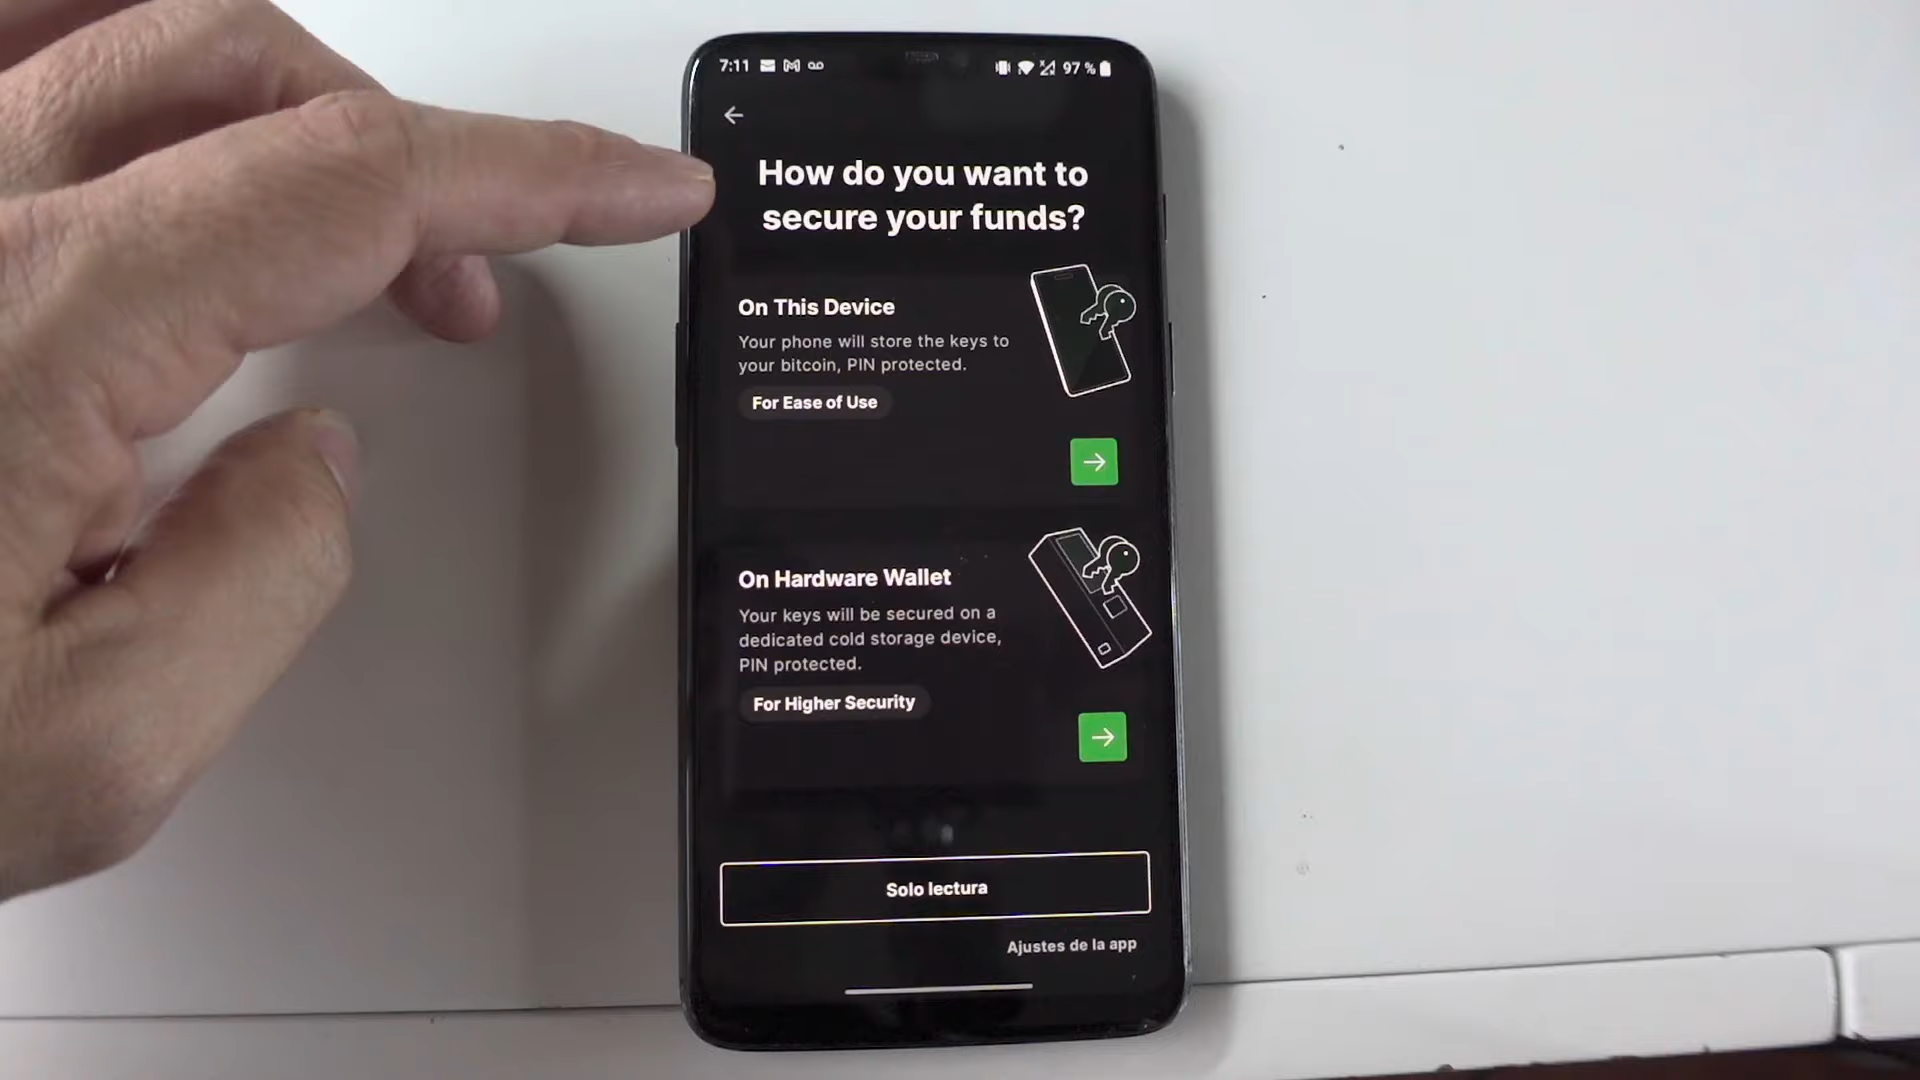 7:11
97 %
How do you want to
secure your funds?
On This Device
Your phone will store the keys to
your bitcoin, PIN protected.
For Ease of Use
On Hardware Wallet
Your keys will be secured on a
dedicated cold storage device,
PIN protected.
For Higher Security
Solo lectura
Ajustes de la app